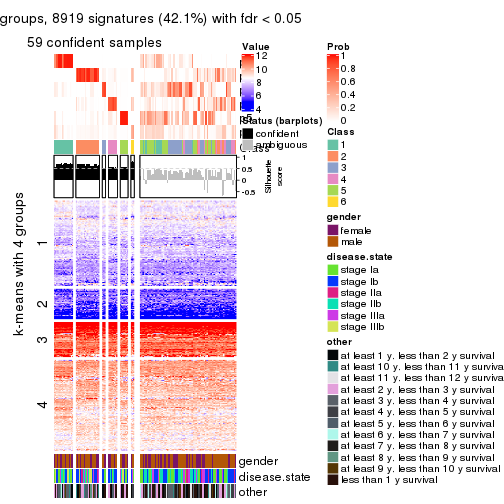 groups, 8919 signatures (42.1%) with fdr < 0.05
59 confident samples
k-means with 4 groups
1
2
3
4
p5
Class
1
0.5
0
-0.5
Silhouette
score
gender
disease.state
other
Value
12
10
8
6
4
Status (barplots)
confident
ambiguous
Prob
1
0.8
0.6
0.4
0.2
0
Class
1
2
3
4
5
6
gender
female
male
disease.state
stage Ia
stage Ib
stage IIa
stage IIb
stage IIIa
stage IIIb
other
at least 1 y. less than 2 y survival
at least 10 y. less than 11 y surviva
at least 11 y. less than 12 y surviva
at least 2 y. less than 3 y survival
at least 3 y. less than 4 y survival
at least 4 y. less than 5 y survival
at least 5 y. less than 6 y survival
at least 6 y. less than 7 y survival
at least 7 y. less than 8 y survival
at least 8 y. less than 9 y survival
at least 9 y. less than 10 y survival
less than 1 y survival